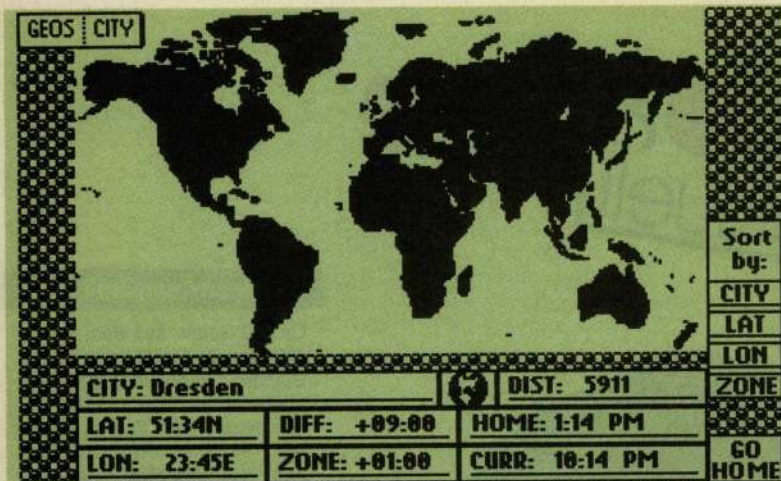 GEOS CITY
Sort
by:
CITY
LAT
LON
ZONE
GO
HOME
CITY: Dresden
DIST: 5911
LAT: 51:34N
DIFF: +09:00
HOME: 1:14 PM
LON: 23:45E
ZONE: +01:00
CURR: 10:14 PM